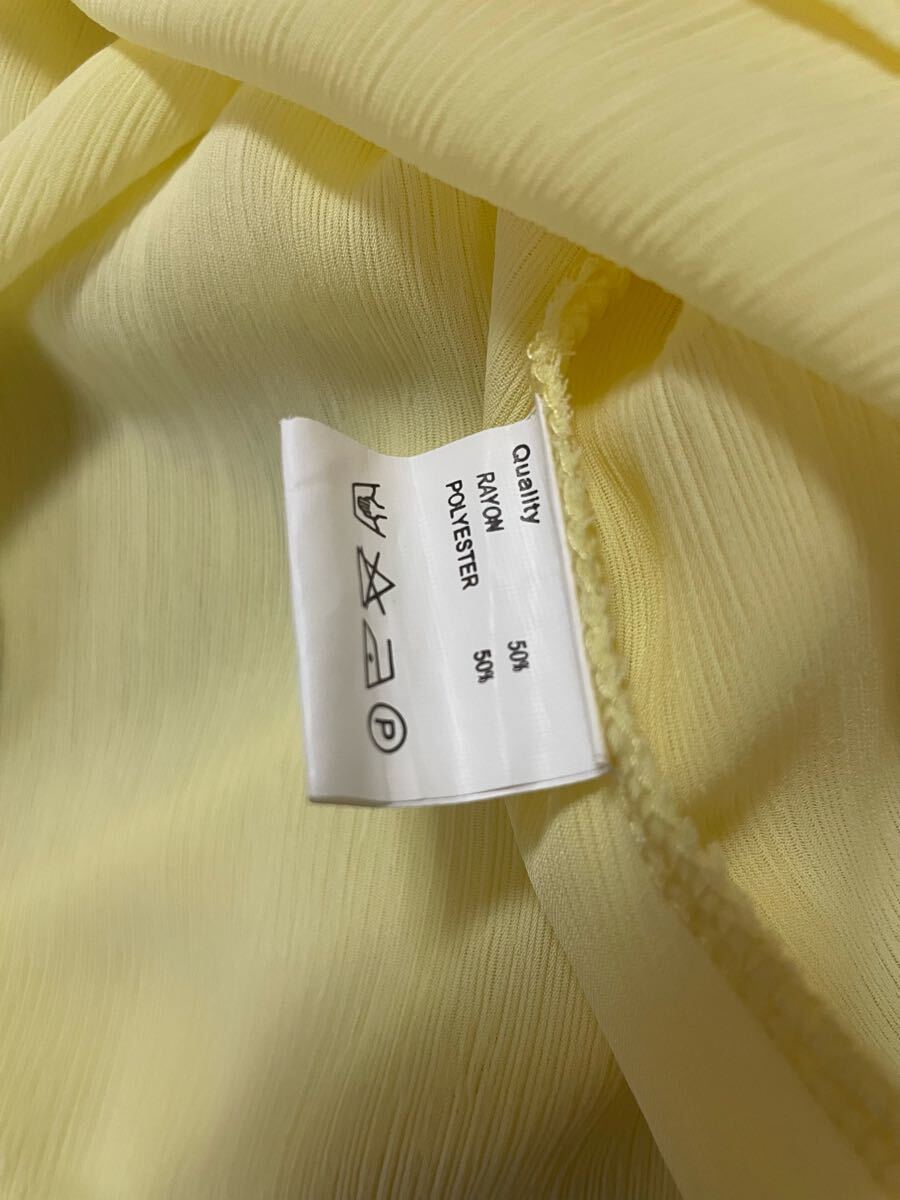 Quality
RAYON 50%
POLYESTER 50%
P